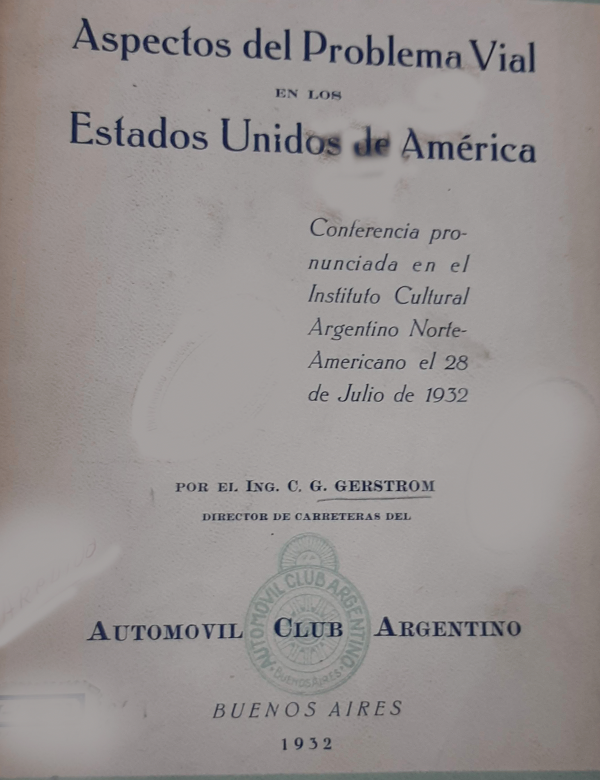 Aspectos del Problema Vial
EN LOS
Estados Unidos de América
Conferencia pro-
nunciada en el
Instituto Cultural
Argentino Norte-
Americano el 28
de Julio de 1932
POR EL ING. C. G. GERSTROM
DIRECTOR DE CARRETERAS DEL
AUTOMOVIL CLUB ARGENTINO
BUENOS AIRES
AUTOMOVIL CLUB ARGENTINO
BUENOS AIRES
1932